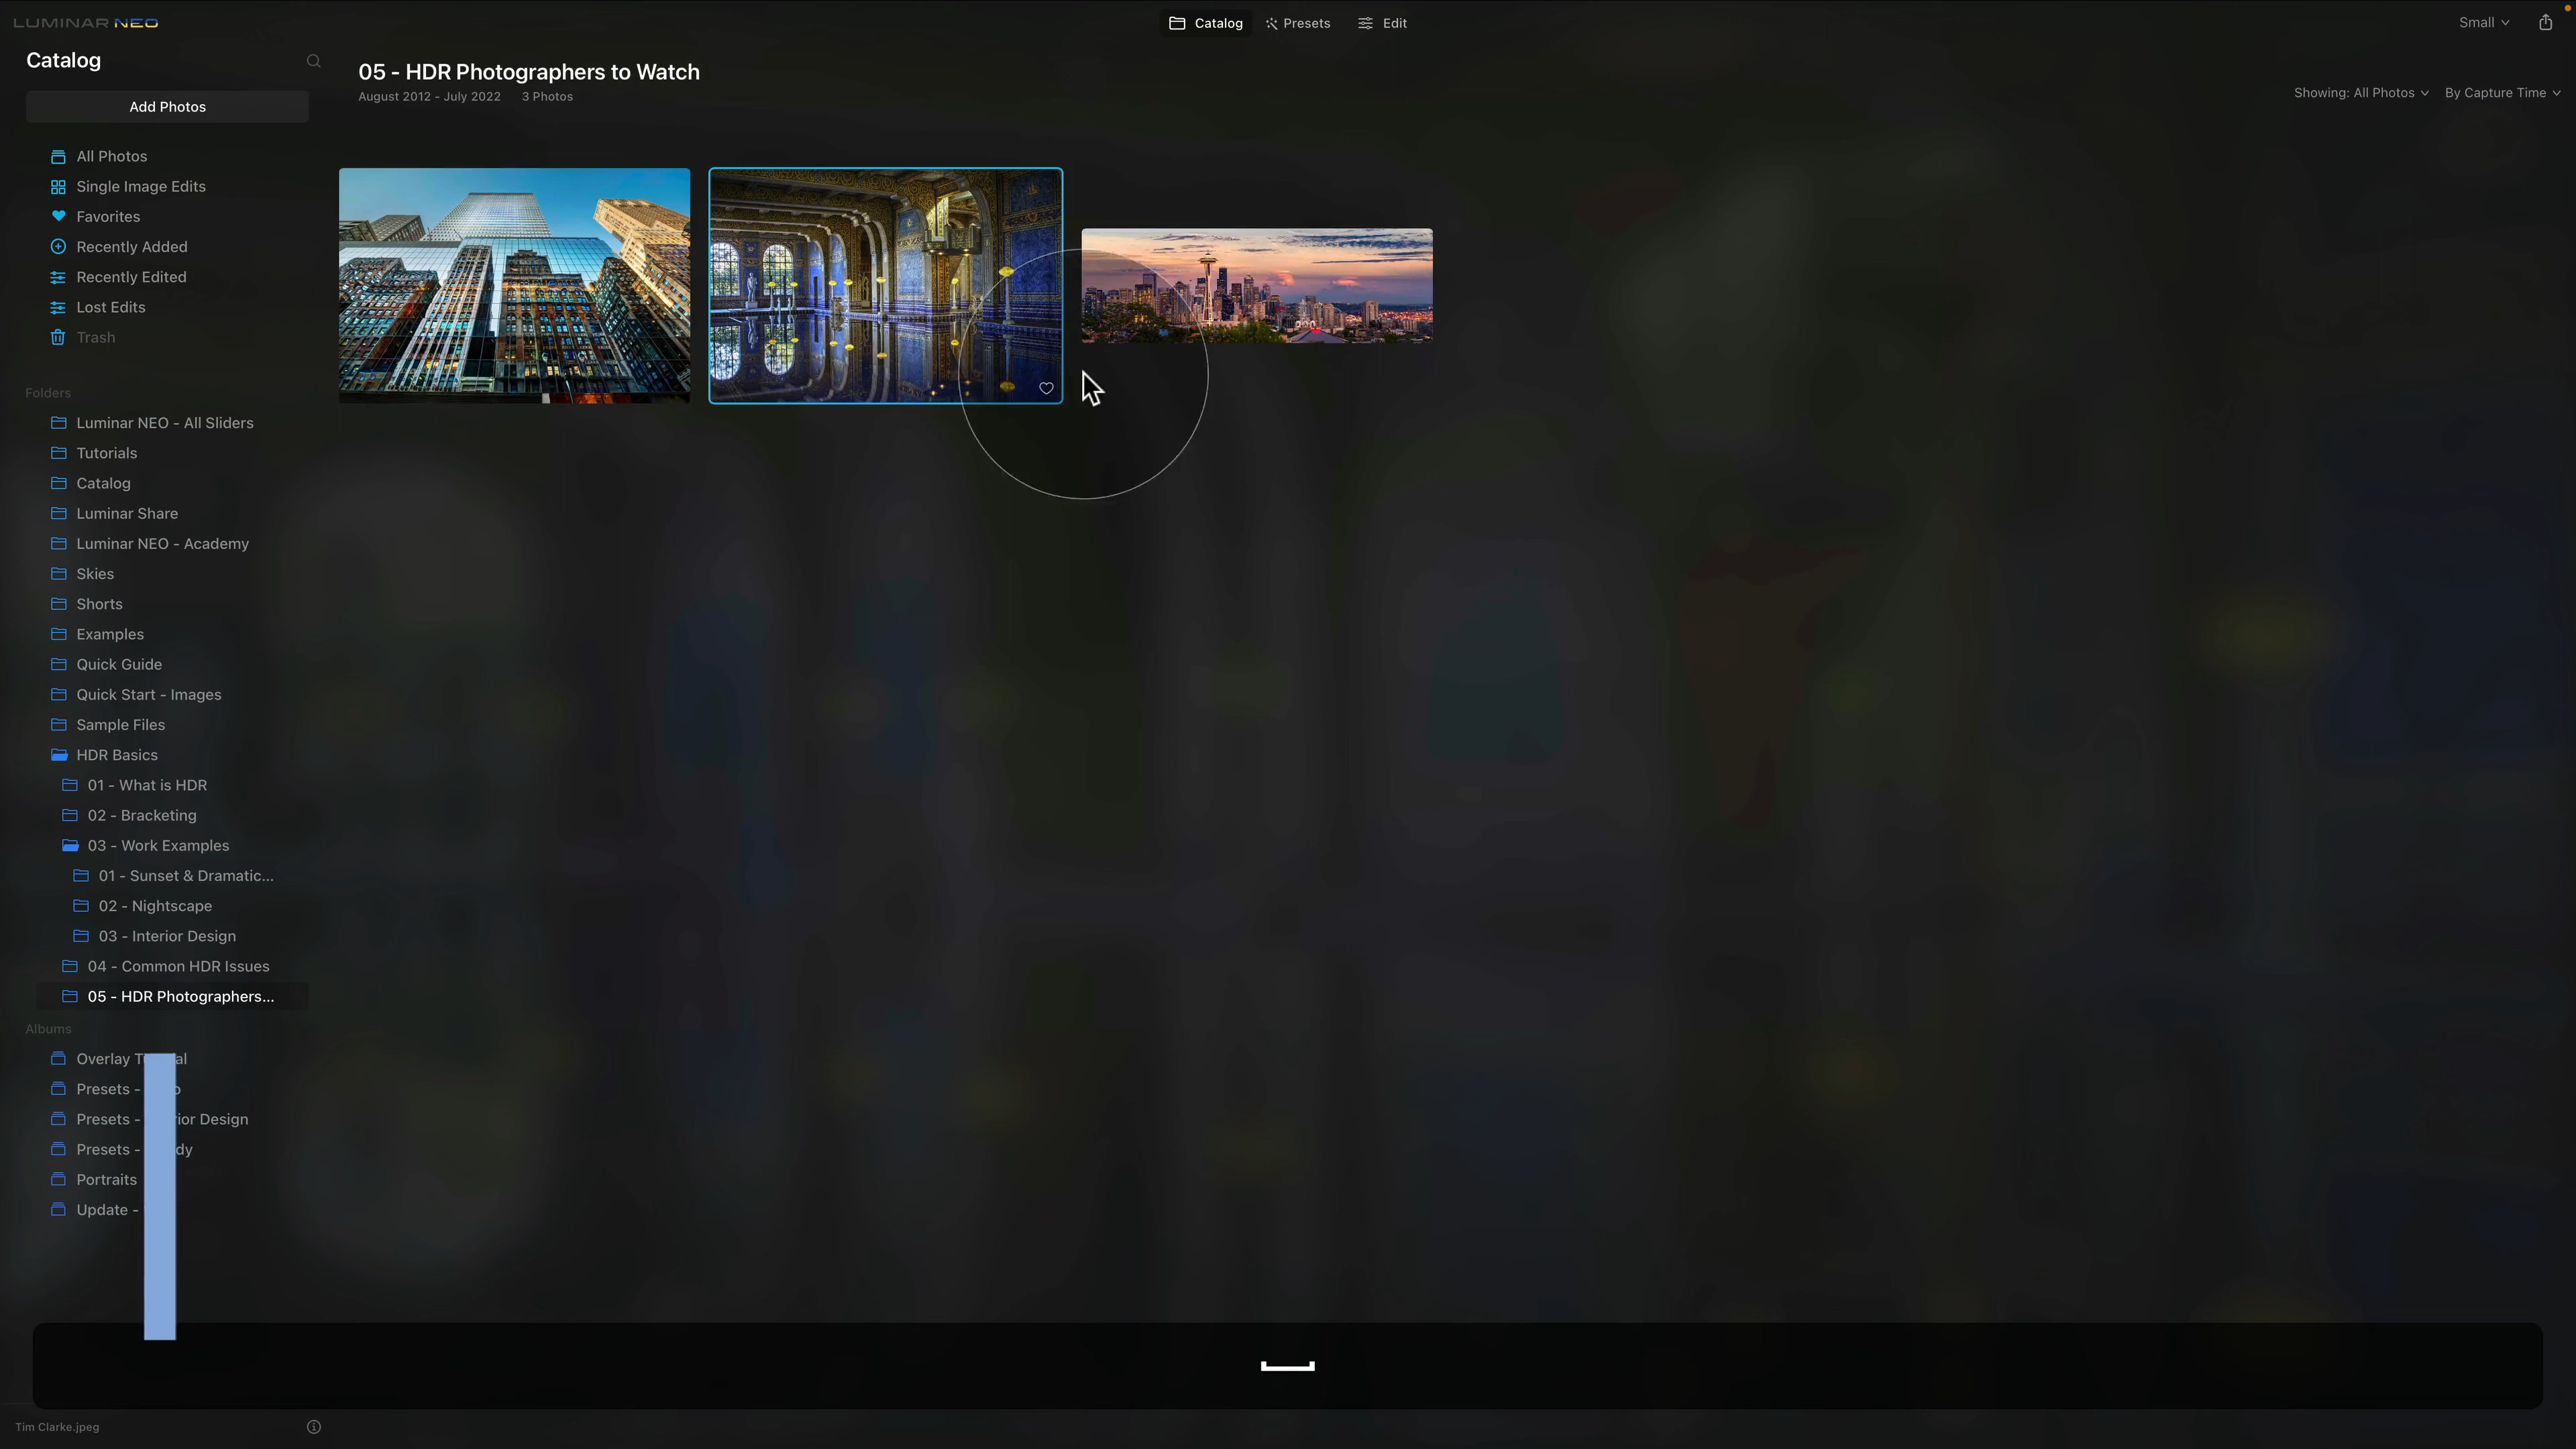 LUMINAR NEO
Catalog
Presets
Edit
Small
Catalog
05 - HDR Photographers to Watch
August 2012 - July 2022
3 Photos
Showing: All Photos
By Capture Time
Add Photos
All Photos
Single Image Edits
Favorites
Recently Added
Recently Edited
Lost Edits
Trash
Folders
Luminar NEO - All Sliders
Tutorials
Catalog
Luminar Share
Luminar NEO - Academy
Skies
Shorts
Examples
Quick Guide
Quick Start - Images
Sample Files
HDR Basics
01 - What is HDR
02 - Bracketing
03 - Work Examples
01 - Sunset & Dramatic...
02 - Nightscape
03 - Interior Design
04 - Common HDR Issues
05 - HDR Photographers...
Albums
Overlay
Presets -
Presets - Design
Presets -
Portraits
Update -
Tim Clarke.jpeg